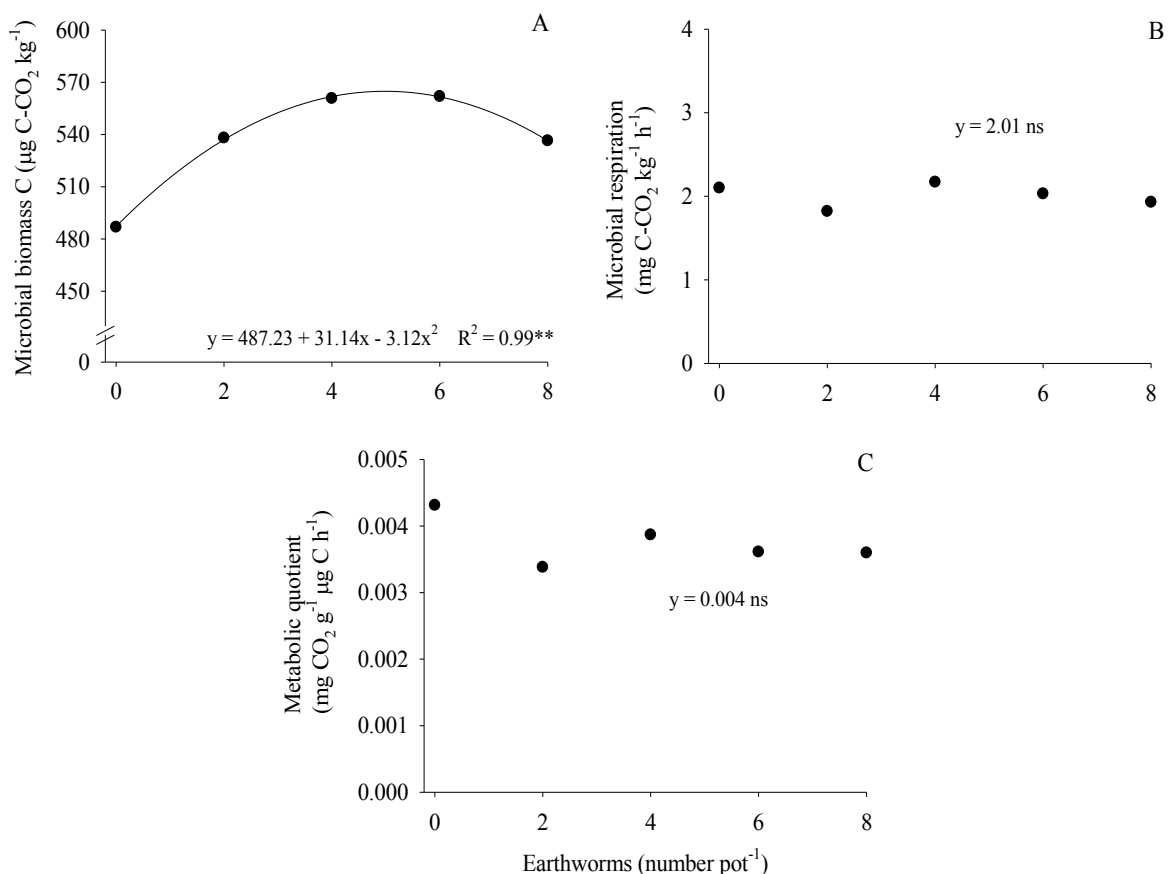 A
Microbial biomass C (μg C-CO₂ kg⁻¹)
600
570
540
510
480
450
0
y = 487.23 + 31.14x - 3.12x² R² = 0.99**
0 2 4 6 8
B
Microbial respiration
(mg C-CO₂ kg⁻¹ h⁻¹)
4
3
2
1
0
y = 2.01 ns
0 2 4 6 8
C
Metabolic quotient
(mg CO₂ g⁻¹ μg C h⁻¹)
0.005
0.004
0.003
0.002
0.001
0.000
y = 0.004 ns
0 2 4 6 8
Earthworms (number pot⁻¹)